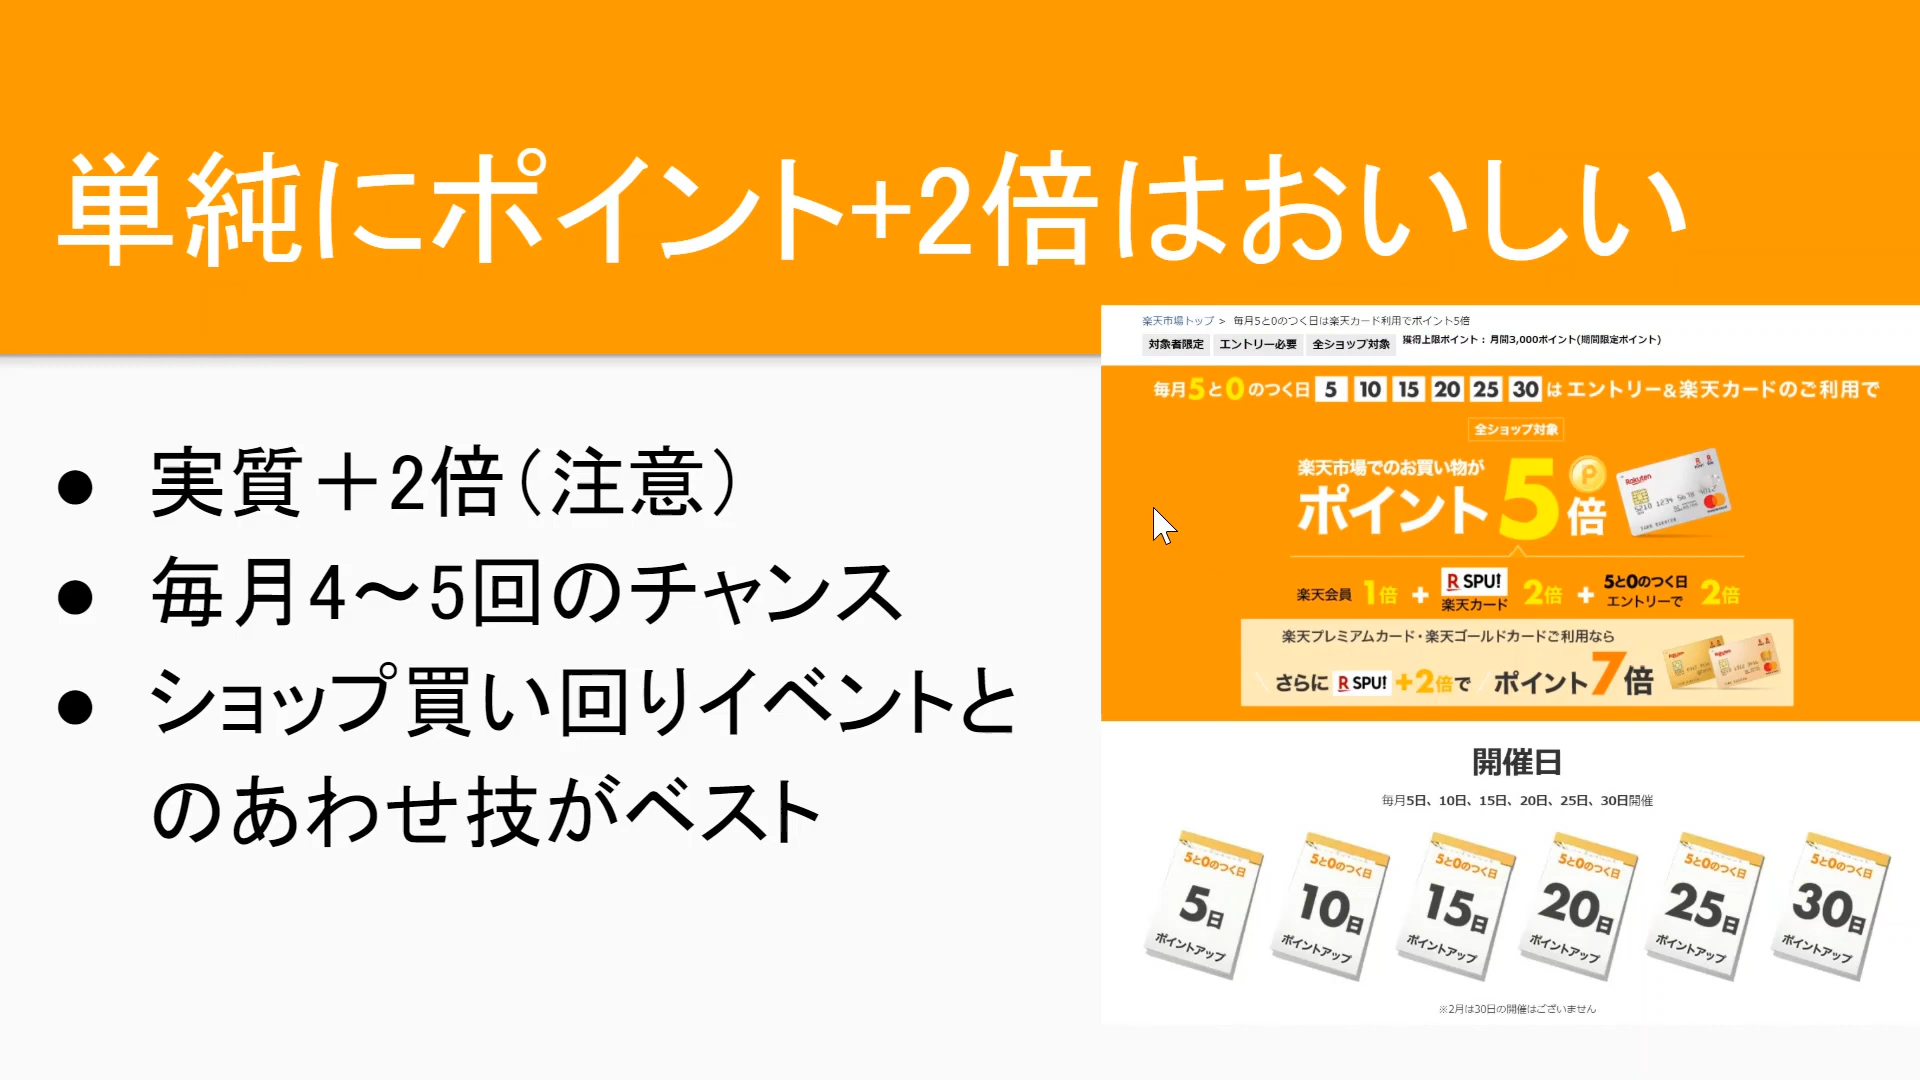 単純にポイント+2倍はおいしい
● 実質＋2倍（注意）
● 毎月4～5回のチャンス
● ショップ買い回りイベントと
のあわせ技がベスト
楽天市場トップ > 毎月5と0のつく日は楽天カード利用でポイント5倍
対象者限定 エントリー必要 全ショップ対象 獲得上限ポイント : 月間3,000ポイント(期間限定ポイント)
毎月5と0のつく日 5 10 15 20 25 30 は エントリー&楽天カードのご利用で
全ショップ対象
楽天市場でのお買い物が
ポイント5倍
Rakuten
楽天会員 1倍 + R SPU! 楽天カード 2倍 + 5と0のつく日 エントリーで 2倍
楽天プレミアムカード・楽天ゴールドカードご利用なら
さらに R SPU! +2倍で ポイント7倍
開催日
毎月5日、10日、15日、20日、25日、30日開催
5と0のつく日 5と0のつく日 5と0のつく日 5と0のつく日 5と0のつく日 5と0のつく日
5日 10日 15日 20日 25日 30日
ポイントアップ ポイントアップ ポイントアップ ポイントアップ ポイントアップ ポイントアップ
※2月は30日の開催はございません